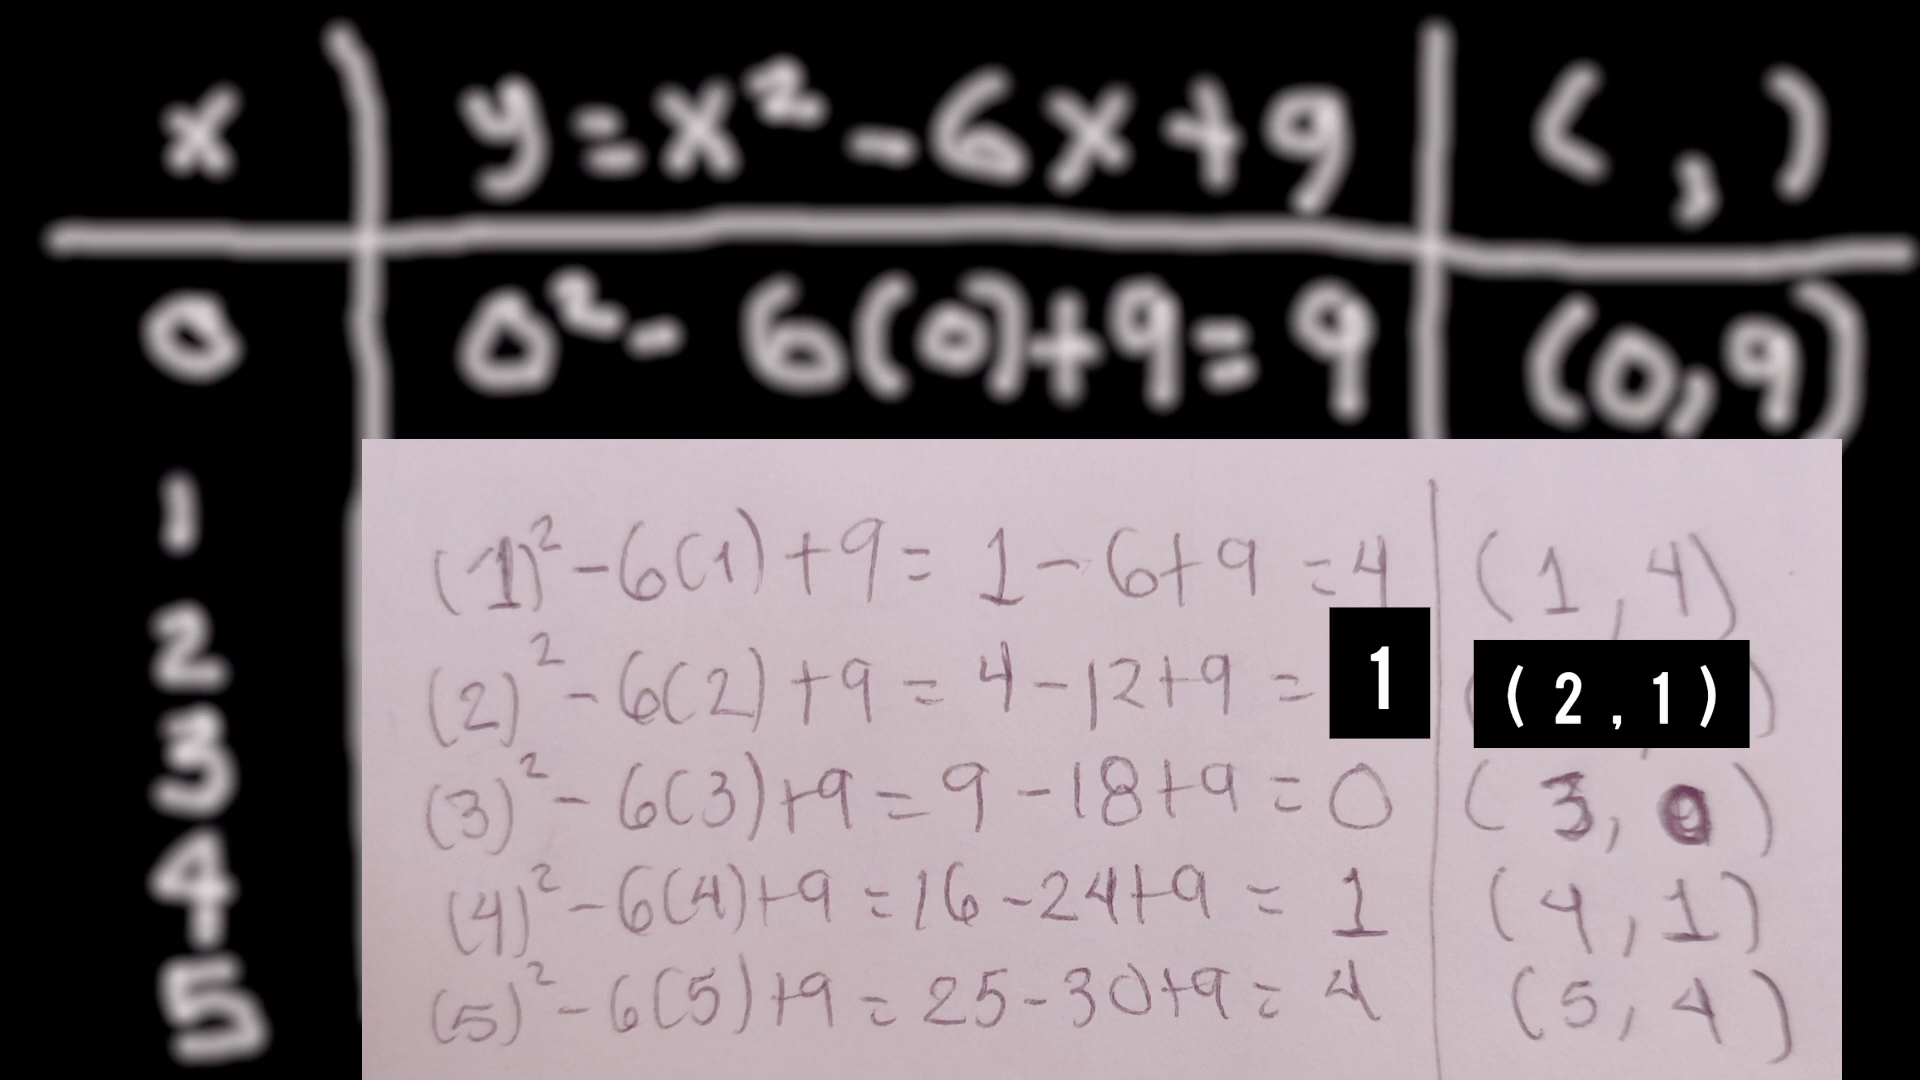 x y=x²-6x+9 ( , )
0 0²-6(0)+9=9 (0,9)
1 (1)²-6(1)+9=1-6+9=4 (1,4)
2 (2)²-6(2)+9=4-12+9=1 (2,1)
3 (3)²-6(3)+9=9-18+9=0 (3,0)
4 (4)²-6(4)+9=16-24+9=1 (4,1)
5 (5)²-6(5)+9=25-30+9=4 (5,4)